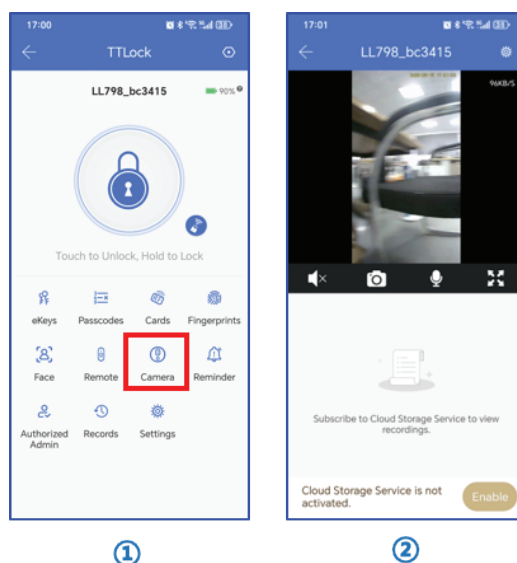 17:00
TTLock
LL798_bc3415
90%
Touch to Unlock, Hold to Lock
eKeys Passcodes Cards Fingerprints
Face Remote Camera Reminder
Authorized Admin Records Settings
①
17:01
LL798_bc3415
96KB/S
Subscribe to Cloud Storage Service to view
recordings.
Cloud Storage Service is not
activated.
Enable
②